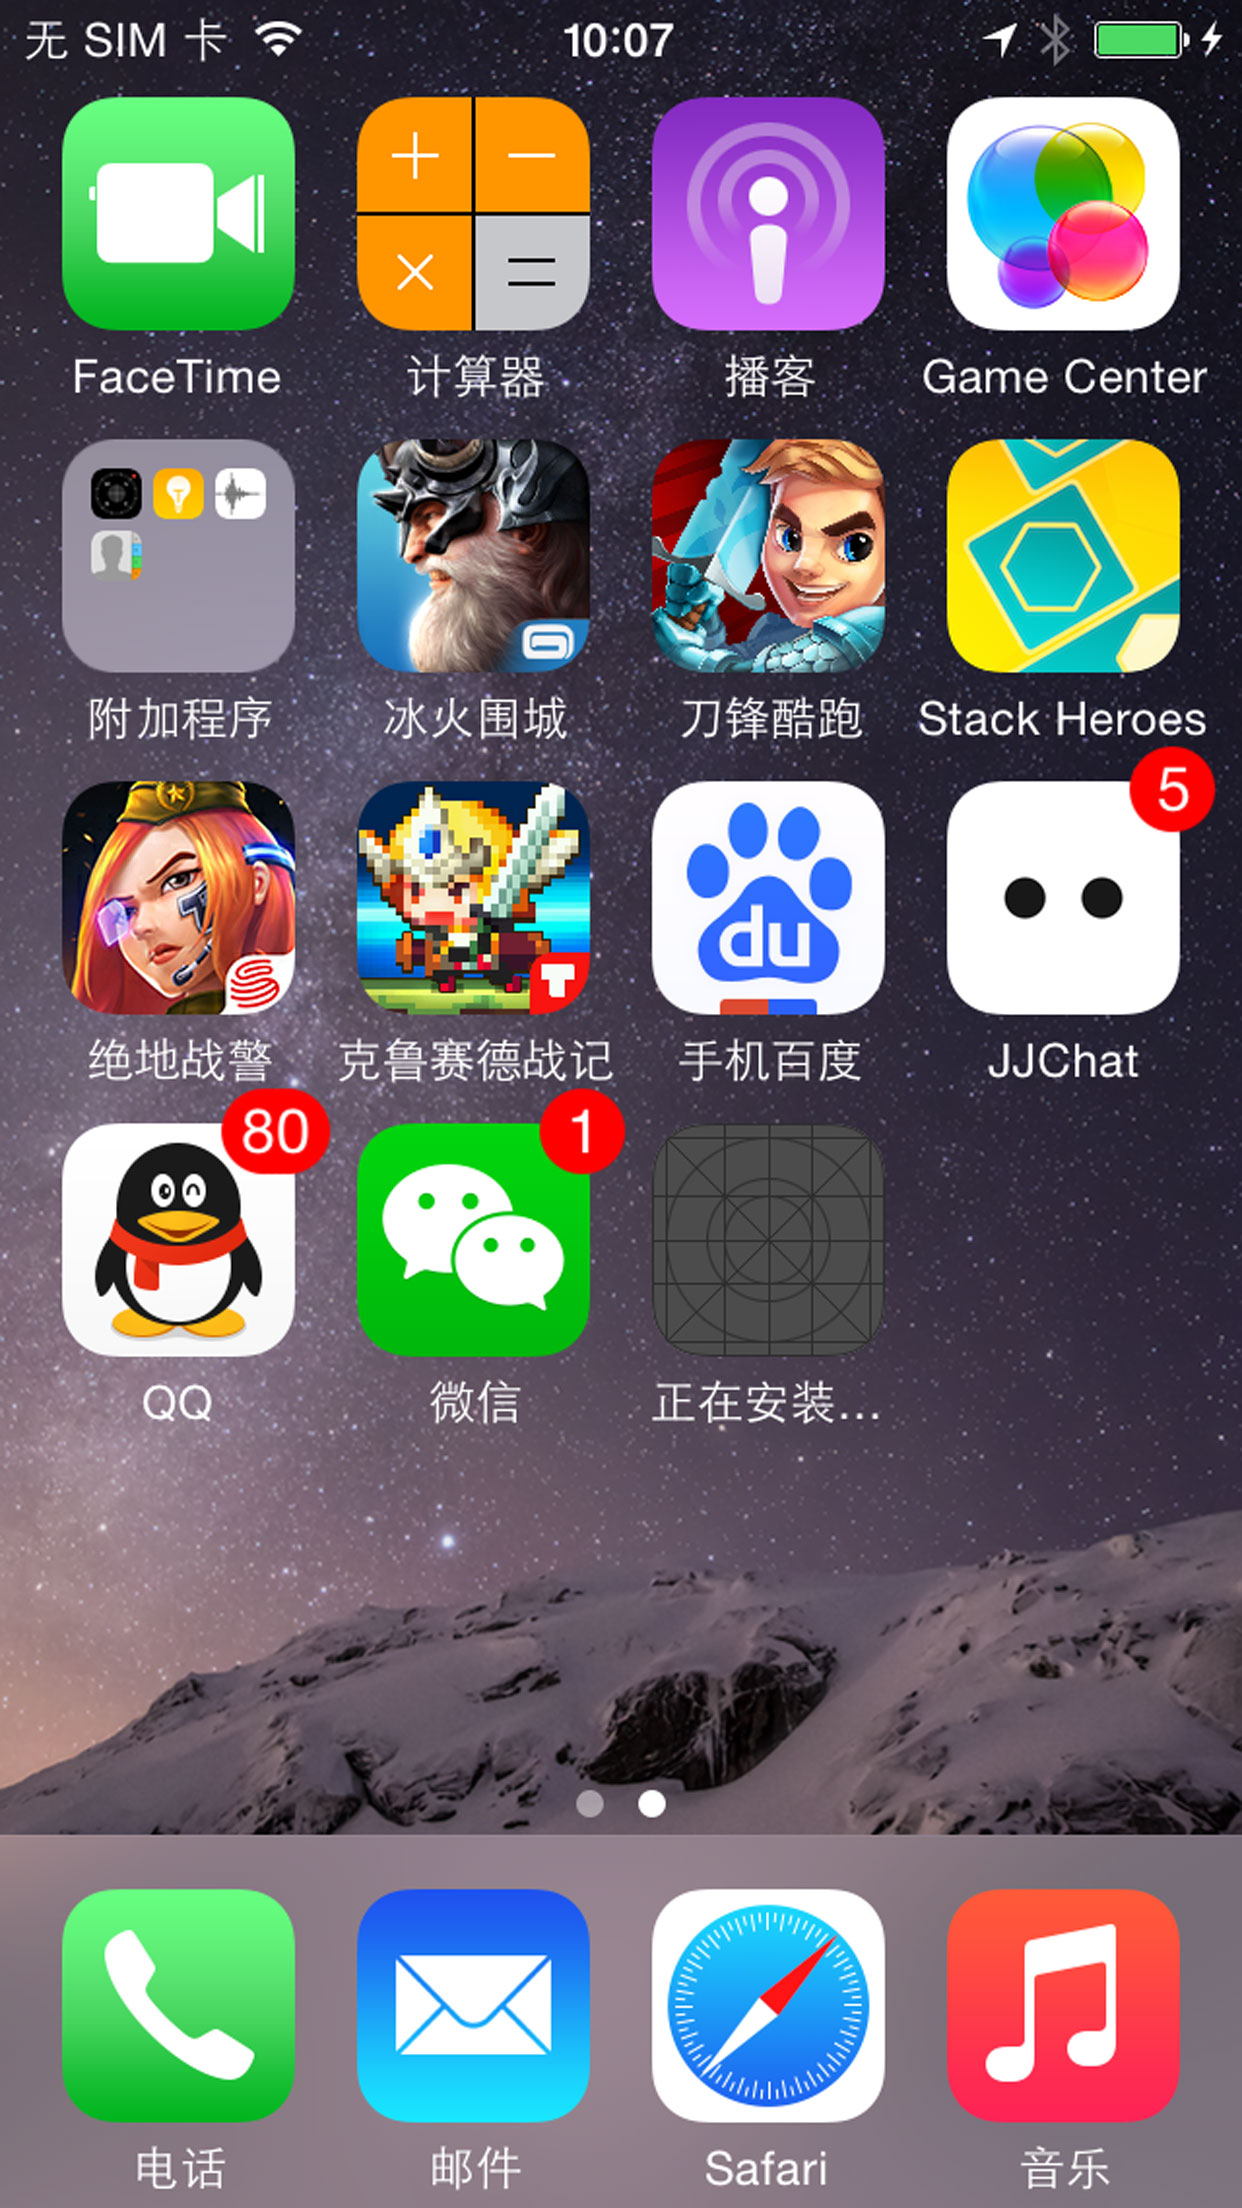 无 SIM 卡
10:07
FaceTime
计算器
播客
Game Center
附加程序
冰火围城
刀锋酷跑
Stack Heroes
5
T
du
绝地战警
克鲁赛德战记
手机百度
JJChat
80
1
QQ
微信
正在安装...
电话
邮件
Safari
音乐